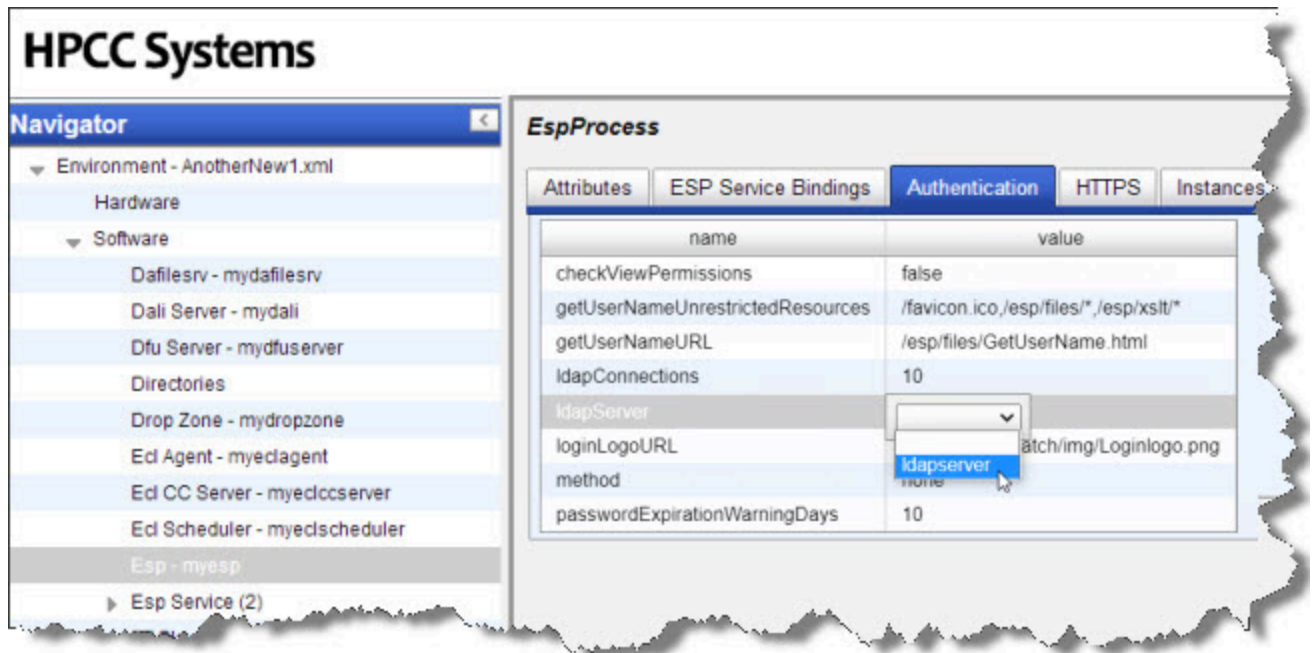 HPCC Systems
Navigator
Environment - AnotherNew1.xml
Hardware
Software
Dafilesrv - mydafilesrv
Dali Server - mydali
Dfu Server - mydfuserver
Directories
Drop Zone - mydropzone
Ecl Agent - myeclagent
Ecl CC Server - myeclccserver
Ecl Scheduler - myeclscheduler
Esp - myesp
Esp Service (2)
EspProcess
Attributes ESP Service Bindings Authentication HTTPS Instances
name value
checkViewPermissions false
getUserNameUnrestrictedResources /favicon.ico,/esp/files/*,/esp/xslt/*
getUserNameURL /esp/files/GetUserName.html
ldapConnections 10
ldapServer
loginLogoURL atch/img/Loginlogo.png
ldapserver
method none
passwordExpirationWarningDays 10